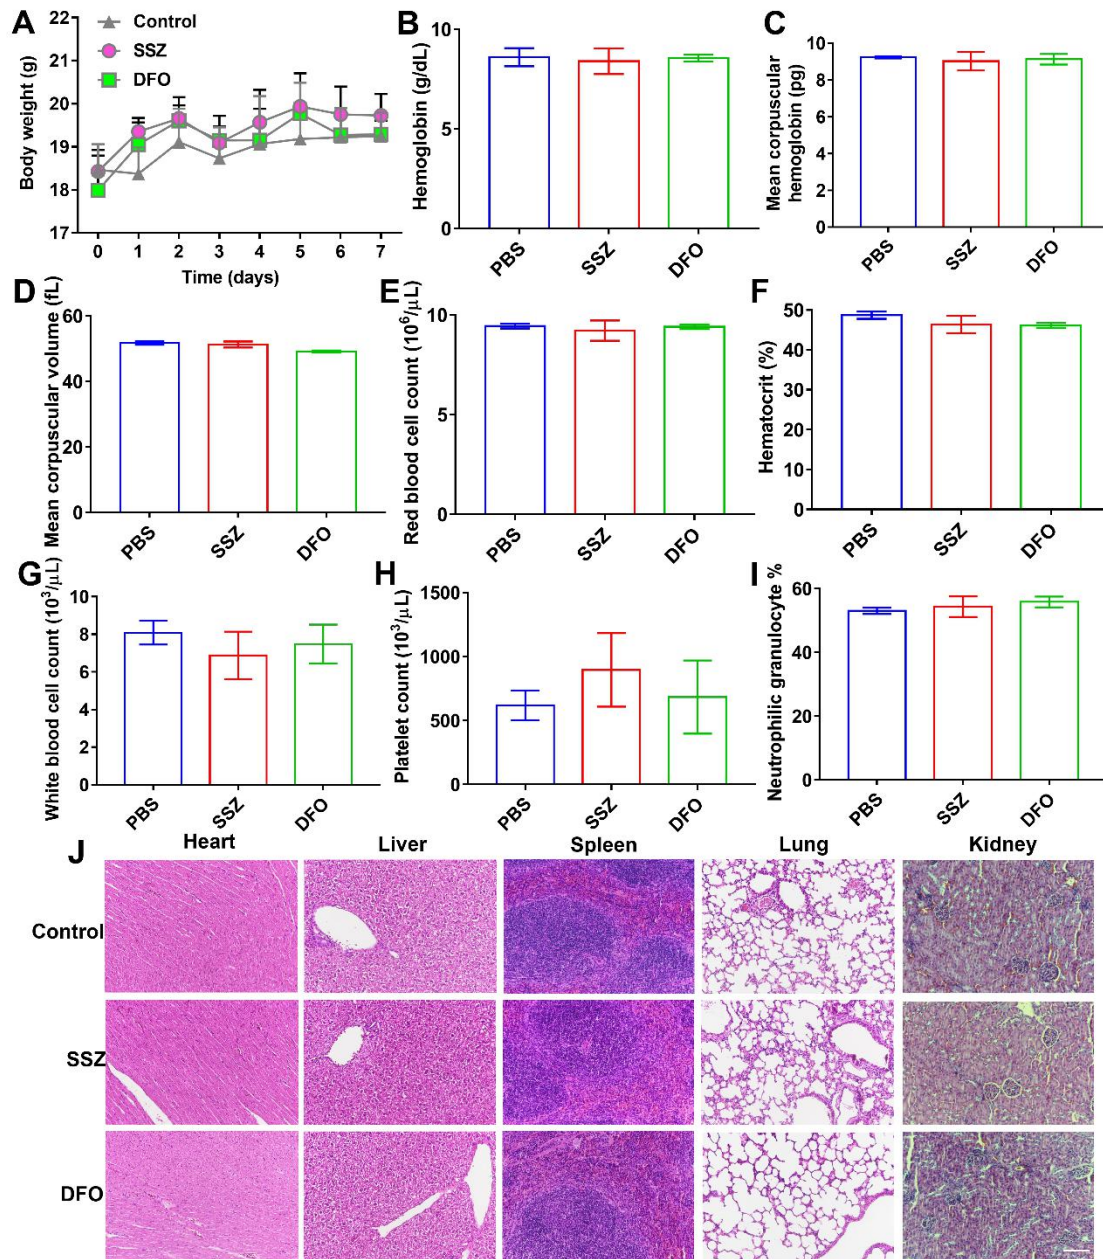 A
Body weight (g)
22
21
20
19
18
17
Control
SSZ
DFO
0 1 2 3 4 5 6 7
Time (days)
B
Hemoglobin (g/dL)
10
5
0
PBS SSZ DFO
C
Mean corpuscular
hemoglobin (pg)
10
8
6
4
2
0
PBS SSZ DFO
D
Mean corpuscular volume (fL)
60
40
20
0
PBS SSZ DFO
E
Red blood cell count (10⁶/μL)
10
5
0
PBS SSZ DFO
F
Hematocrit (%)
50
40
30
20
10
0
PBS SSZ DFO
G
White blood cell count (10³/μL)
10
8
6
4
2
0
PBS SSZ DFO
H
Platelet count (10³/μL)
1500
1000
500
0
PBS SSZ DFO
I
Neutrophilic granulocyte %
60
40
20
0
PBS SSZ DFO
J
Heart Liver Spleen Lung Kidney
Control
SSZ
DFO